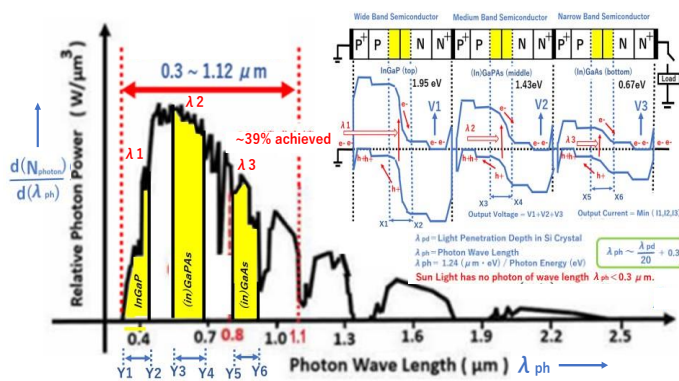 Wide Band Semiconductor Medium Band Semiconductor Narrow Band Semiconductor
P+ P N N+ P+ P N N+ P+ P N N+
Load
InGaP (top) (In)GaPAs (middle) (In)GaAs (bottom)
1.95 eV 1.43eV 0.67eV
V1 V2 V3
e- e- e-
λ1 λ2 λ3
e- e- e- e- e- e- e- e-
h+h+ h+h+ h+h+
h+ h+ h+
X3 X4 X5 X6
X1 X2
Output Voltage = V1+V2+V3 Output Current = Min ( I1,I2,I3)
λ pd = Light Penetration Depth in Si Crystal
λ ph = Photon Wave Length
λ ph = 1.24 ( μm・eV) / Photon Energy (eV)
λ ph ~ λ pd / 20 + 0.3
Sun Light has no photon of wave length λ ph < 0.3 μm.
0.3 ~ 1.12 μm
~39% achieved
λ1 λ2 λ3
Relative Photon Power (W/μm³)
d(Nphoton)
d(λ ph)
InGaP (in)GaPAs (in)GaAs
0.4 0.7 0.8 1.0 1.1 1.3 1.6 1.9 2.2 2.5
Y1 Y2 Y3 Y4 Y5 Y6
Photon Wave Length ( μm ) λ ph